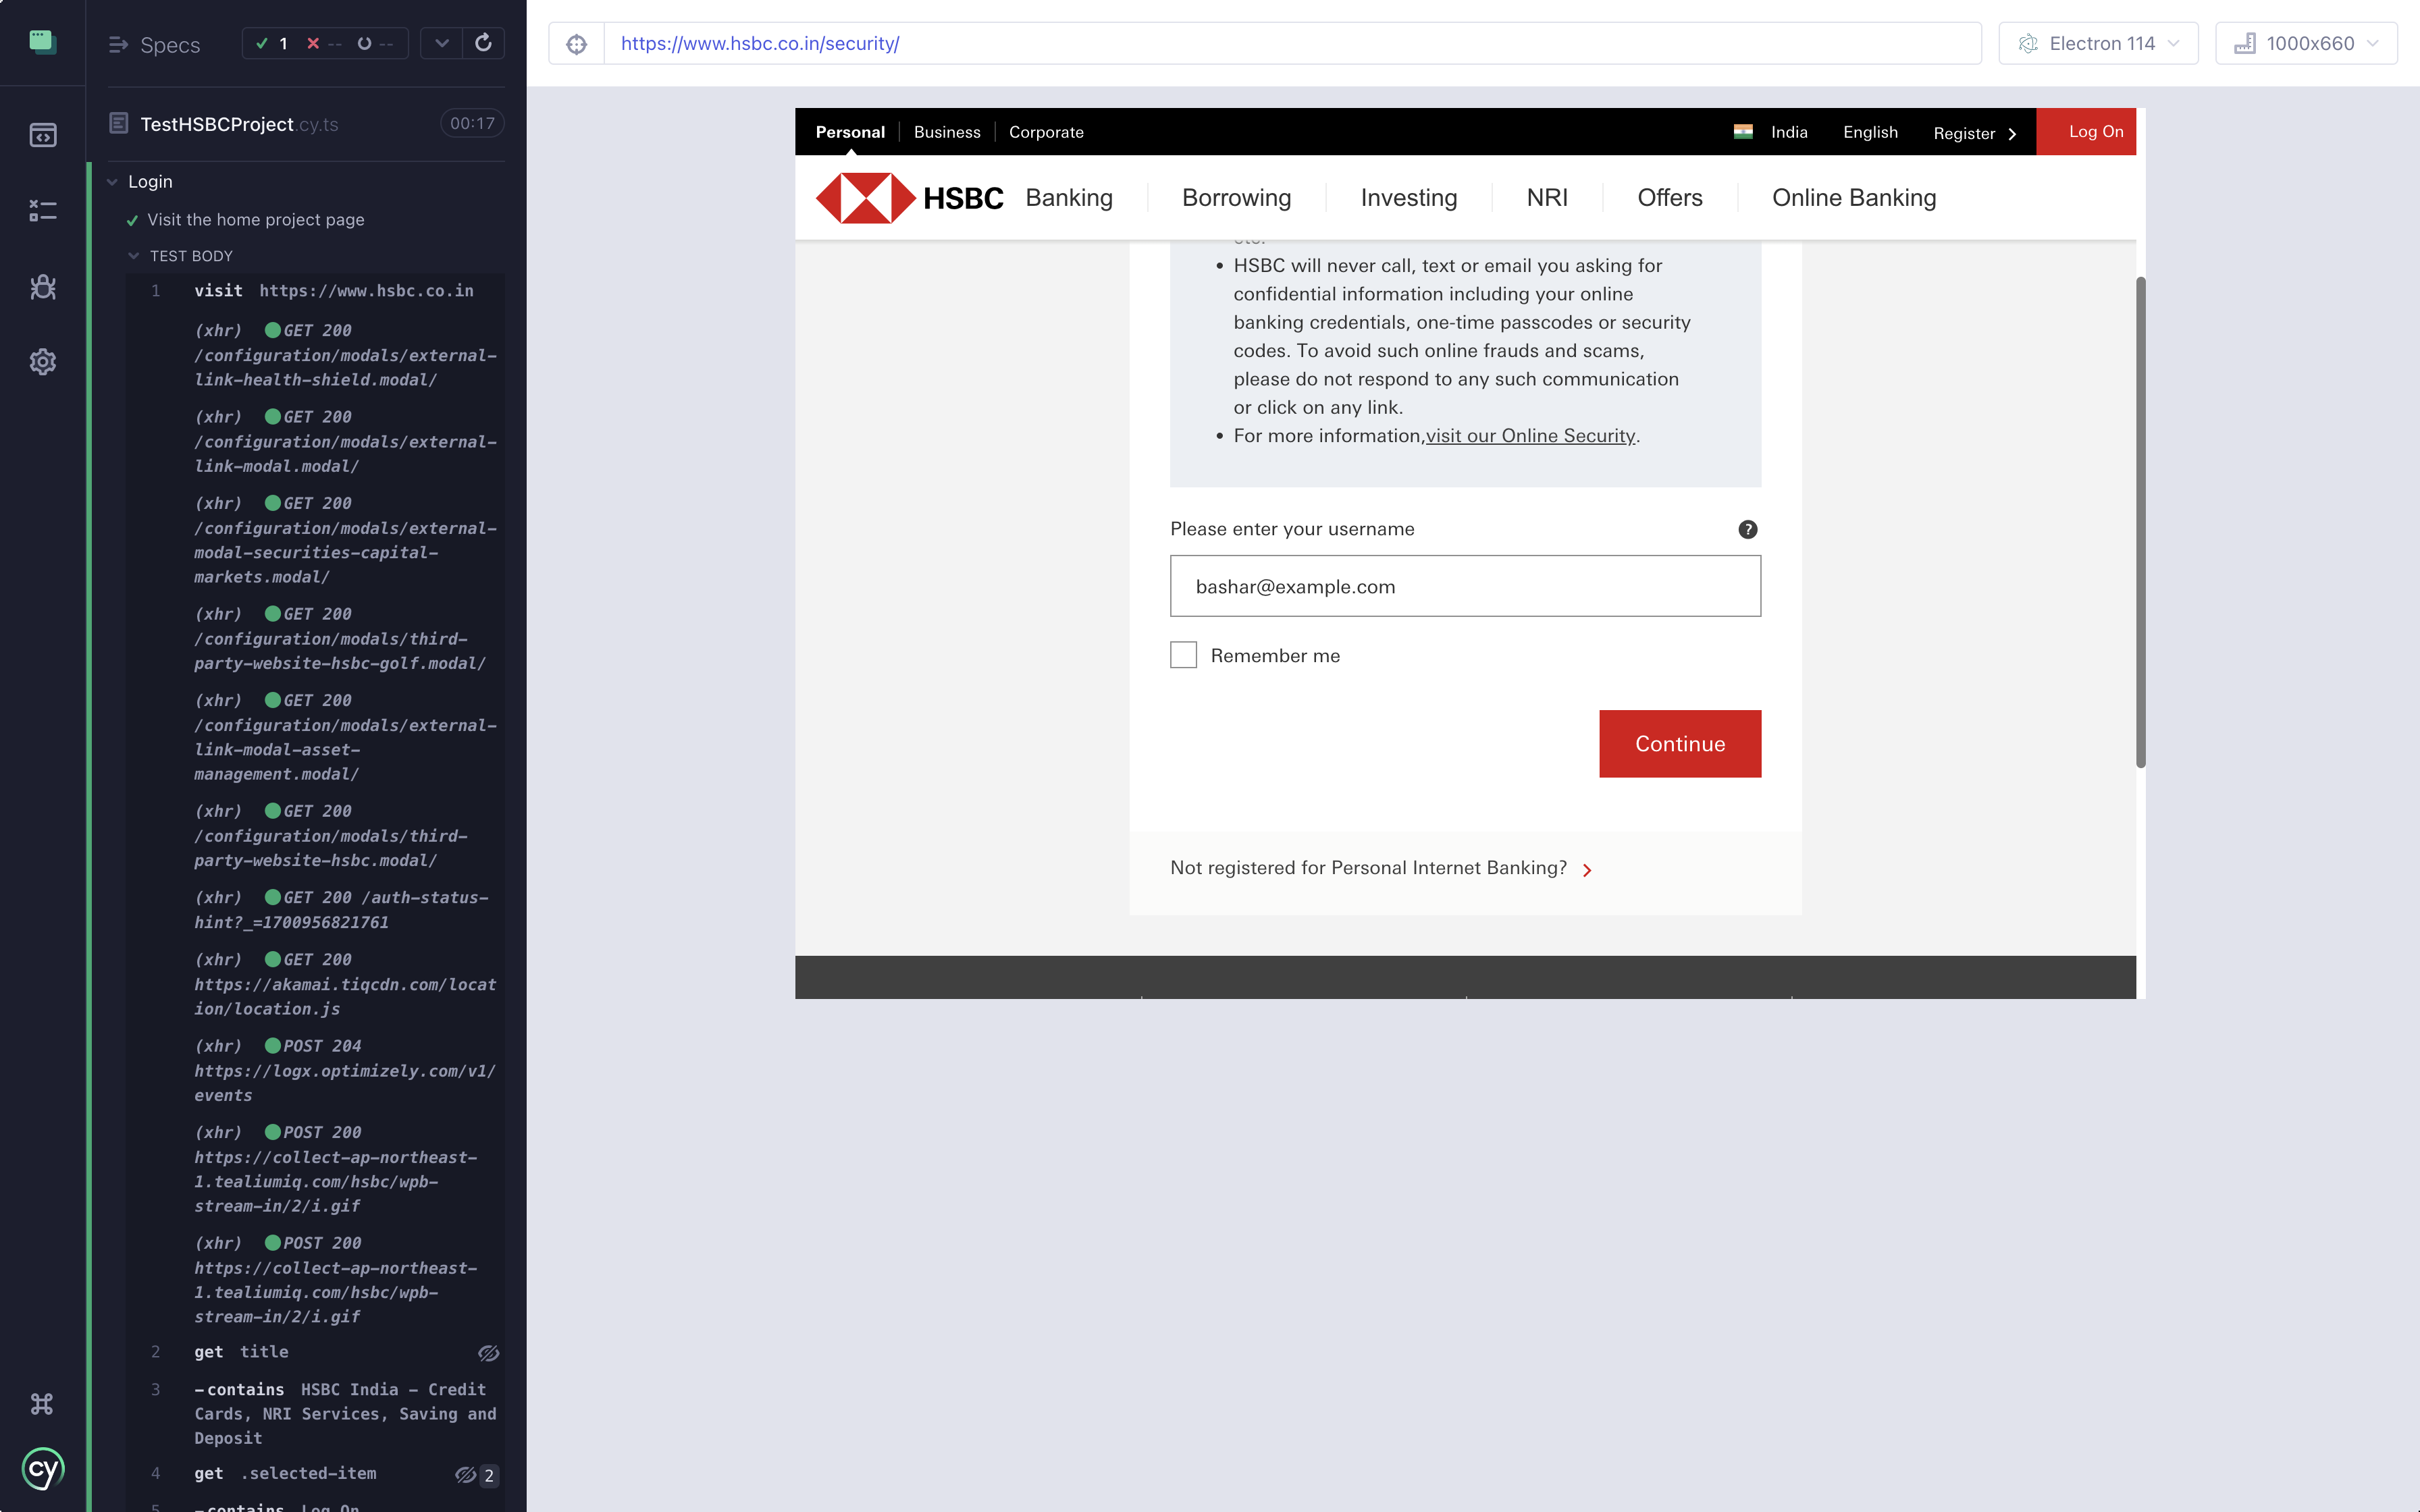 Specs
1
--
--
TestHSBCProject.cy.ts
00:17
Login
Visit the home project page
TEST BODY
1 visit https://www.hsbc.co.in
(xhr) GET 200
/configuration/modals/external-
link-health-shield.modal/
(xhr) GET 200
/configuration/modals/external-
link-modal.modal/
(xhr) GET 200
/configuration/modals/external-
modal-securities-capital-
markets.modal/
(xhr) GET 200
/configuration/modals/third-
party-website-hsbc-golf.modal/
(xhr) GET 200
/configuration/modals/external-
link-modal-asset-
management.modal/
(xhr) GET 200
/configuration/modals/third-
party-website-hsbc.modal/
(xhr) GET 200 /auth-status-
hint?_=1700956821761
(xhr) GET 200
https://akamai.tiqcdn.com/locat
ion/location.js
(xhr) POST 204
https://logx.optimizely.com/v1/
events
(xhr) POST 200
https://collect-ap-northeast-
1.tealiumiq.com/hsbc/wpb-
stream-in/2/i.gif
(xhr) POST 200
https://collect-ap-northeast-
1.tealiumiq.com/hsbc/wpb-
stream-in/2/i.gif
2 get title
3 -contains HSBC India - Credit
Cards, NRI Services, Saving and
Deposit
4 get .selected-item 2
5 -contains Log On
cy
https://www.hsbc.co.in/security/
Electron 114
1000x660
Personal Business Corporate
India English Register Log On
HSBC Banking Borrowing Investing NRI Offers Online Banking
etc.
• HSBC will never call, text or email you asking for
confidential information including your online
banking credentials, one-time passcodes or security
codes. To avoid such online frauds and scams,
please do not respond to any such communication
or click on any link.
• For more information,visit our Online Security.
Please enter your username ?
bashar@example.com
Remember me
Continue
Not registered for Personal Internet Banking?